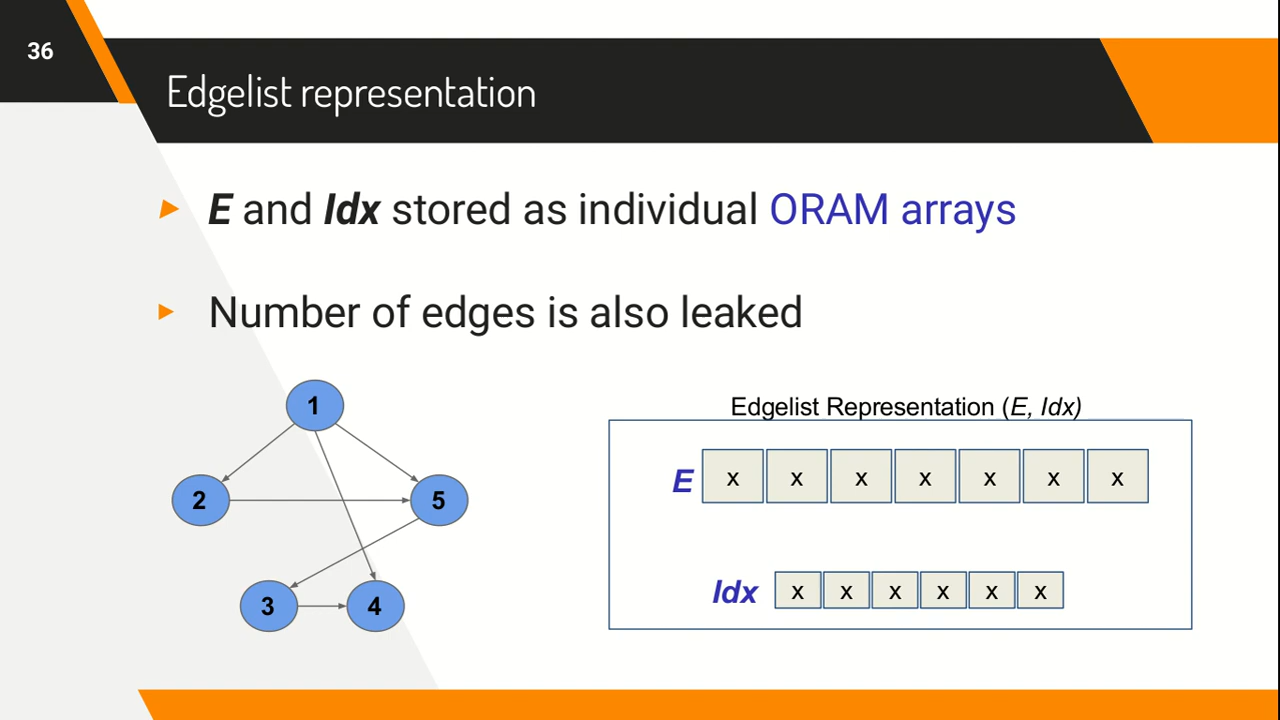 36
Edgelist representation
E and Idx stored as individual ORAM arrays
Number of edges is also leaked
1
2
5
3
4
Edgelist Representation (E, Idx)
E x x x x x x x
Idx x x x x x x